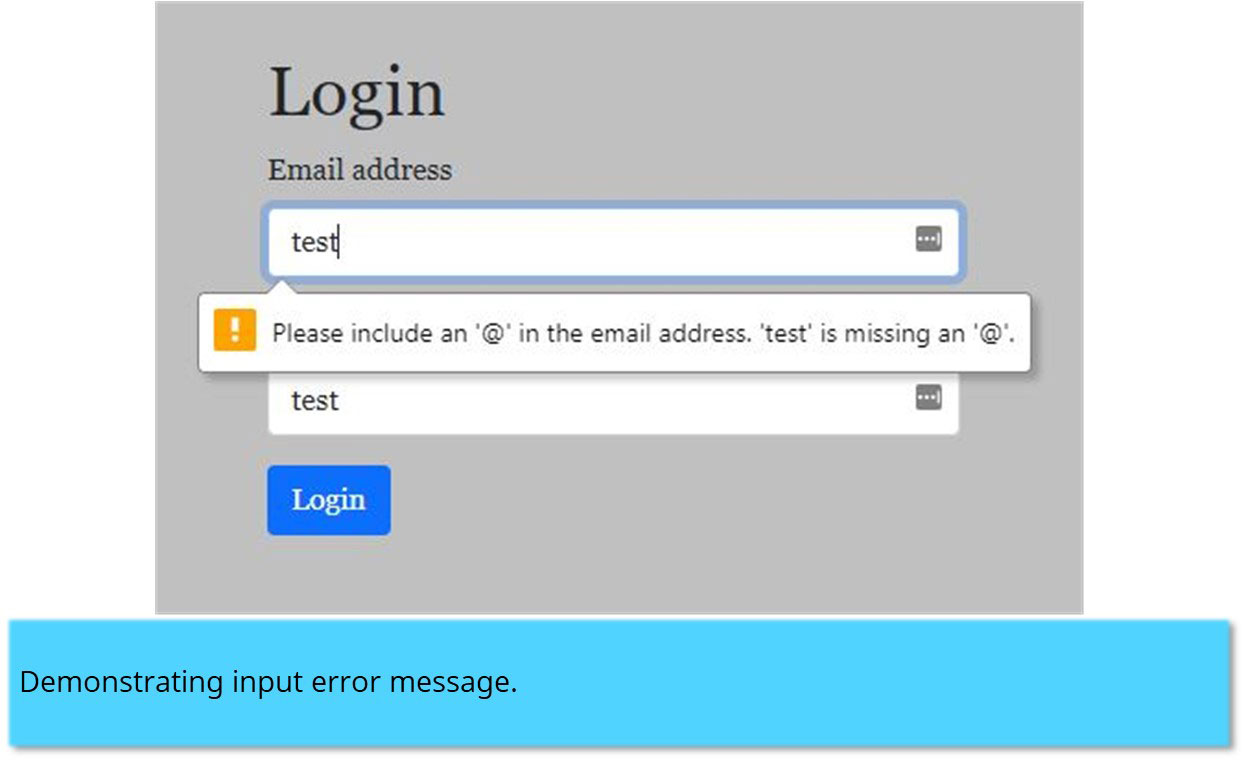 Login
Email address
test
Please include an '@' in the email address. 'test' is missing an '@'.
test
Login
Demonstrating input error message.